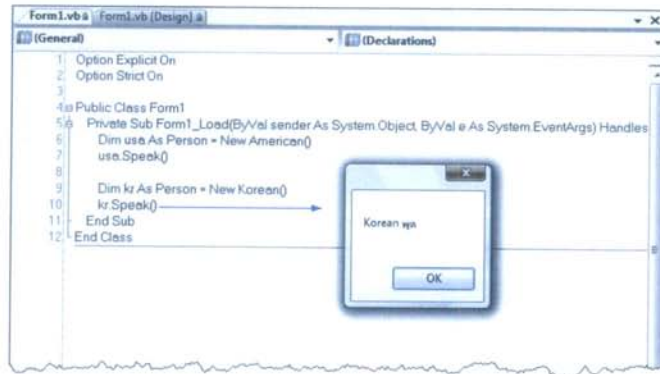 Form1.vb Form1.vb [Design]
(General) (Declarations)
1 Option Explicit On
2 Option Strict On
3
4 Public Class Form1
5 Private Sub Form1_Load(ByVal sender As System.Object, ByVal e As System.EventArgs) Handles
6 Dim usa As Person = New American()
7 usa.Speak()
8
9 Dim kr As Person = New Korean()
10 kr.Speak()
11 End Sub
12 End Class
Korean พูด
OK